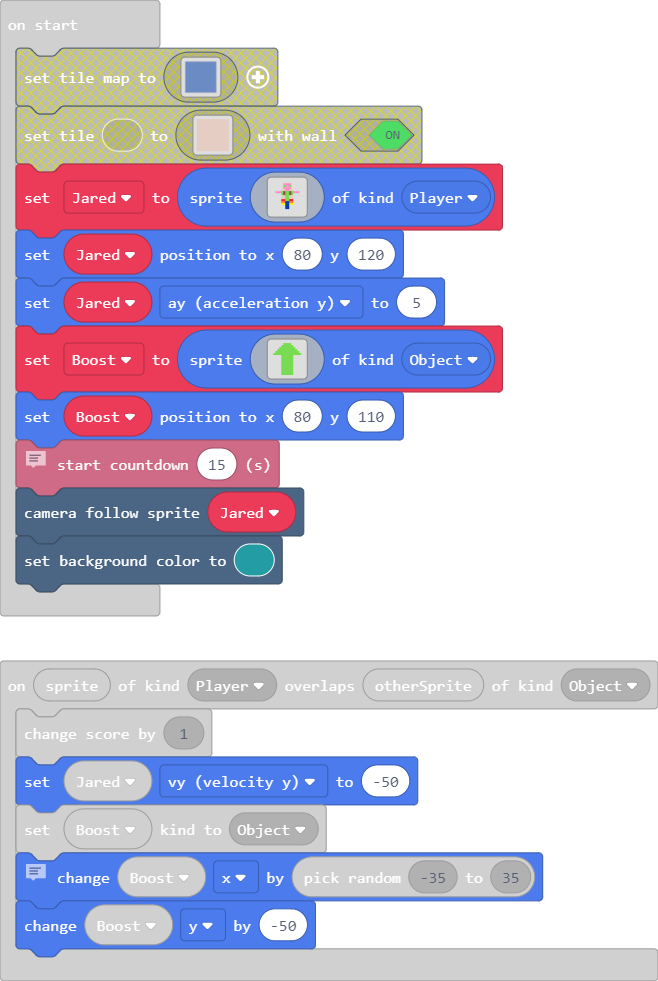 on start
set tile map to
set tile to with wall ON
set Jared to sprite of kind Player
set Jared position to x 80 y 120
set Jared ay (acceleration y) to 5
set Boost to sprite of kind Object
set Boost position to x 80 y 110
start countdown 15 (s)
camera follow sprite Jared
set background color to
on sprite of kind Player overlaps otherSprite of kind Object
change score by 1
set Jared vy (velocity y) to -50
set Boost kind to Object
change Boost x by pick random -35 to 35
change Boost y by -50